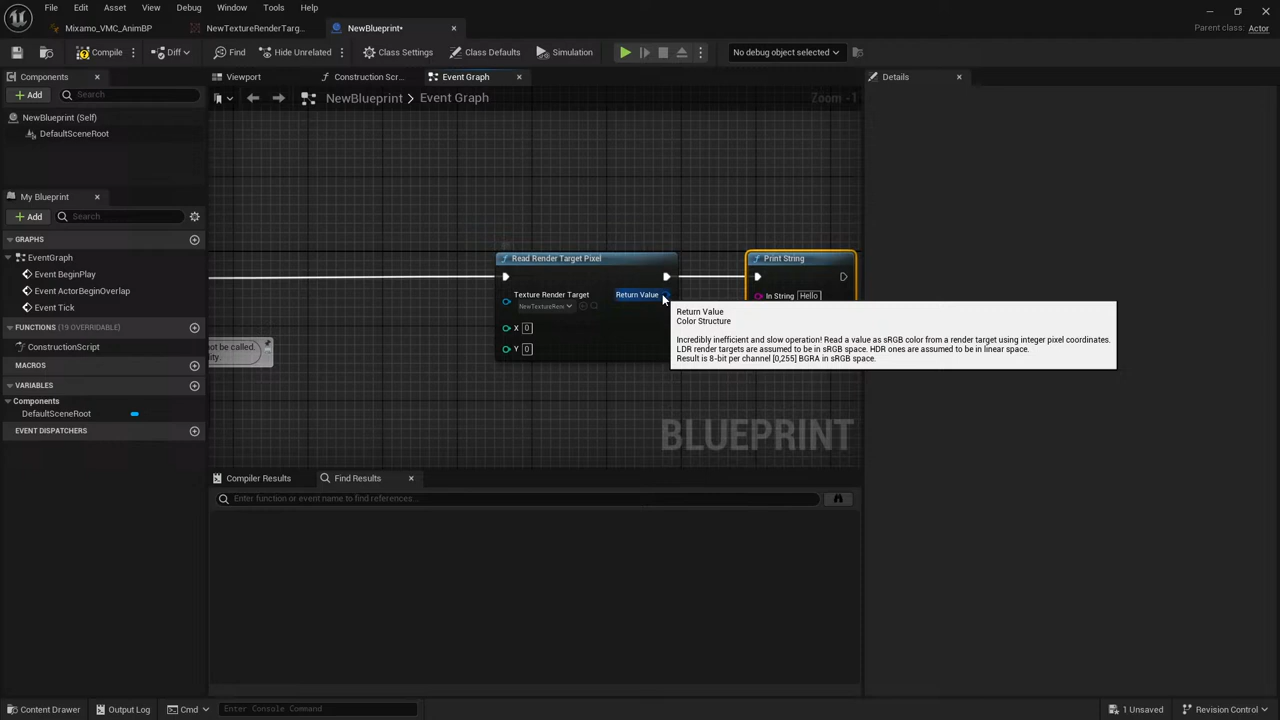 File Edit Asset View Debug Window Tools Help
Mixamo_VMC_AnimBP
NewTextureRenderTarg...
NewBlueprint*
Parent class: Actor
Compile
Diff
Find
Hide Unrelated
Class Settings
Class Defaults
Simulation
No debug object selected
Components
Viewport
Construction Scr...
Event Graph
Details
Add
Search
NewBlueprint > Event Graph
Zoom -1
NewBlueprint (Self)
DefaultSceneRoot
My Blueprint
Add
Search
GRAPHS
EventGraph
Event BeginPlay
Event ActorBeginOverlap
Event Tick
FUNCTIONS (19 OVERRIDABLE)
ConstructionScript
MACROS
VARIABLES
Components
DefaultSceneRoot
EVENT DISPATCHERS
not be called.
lity.
Read Render Target Pixel
Texture Render Target
NewTextureRen
Return Value
X 0
Y 0
Print String
In String Hello
Return Value
Color Structure
Incredibly inefficient and slow operation! Read a value as sRGB color from a render target using integer pixel coordinates.
LDR render targets are assumed to be in sRGB space. HDR ones are assumed to be in linear space.
Result is 8-bit per channel [0,255] BGRA in sRGB space.
BLUEPRINT
Compiler Results
Find Results
Enter function or event name to find references...
Content Drawer
Output Log
Cmd
Enter Console Command
1 Unsaved
Revision Control